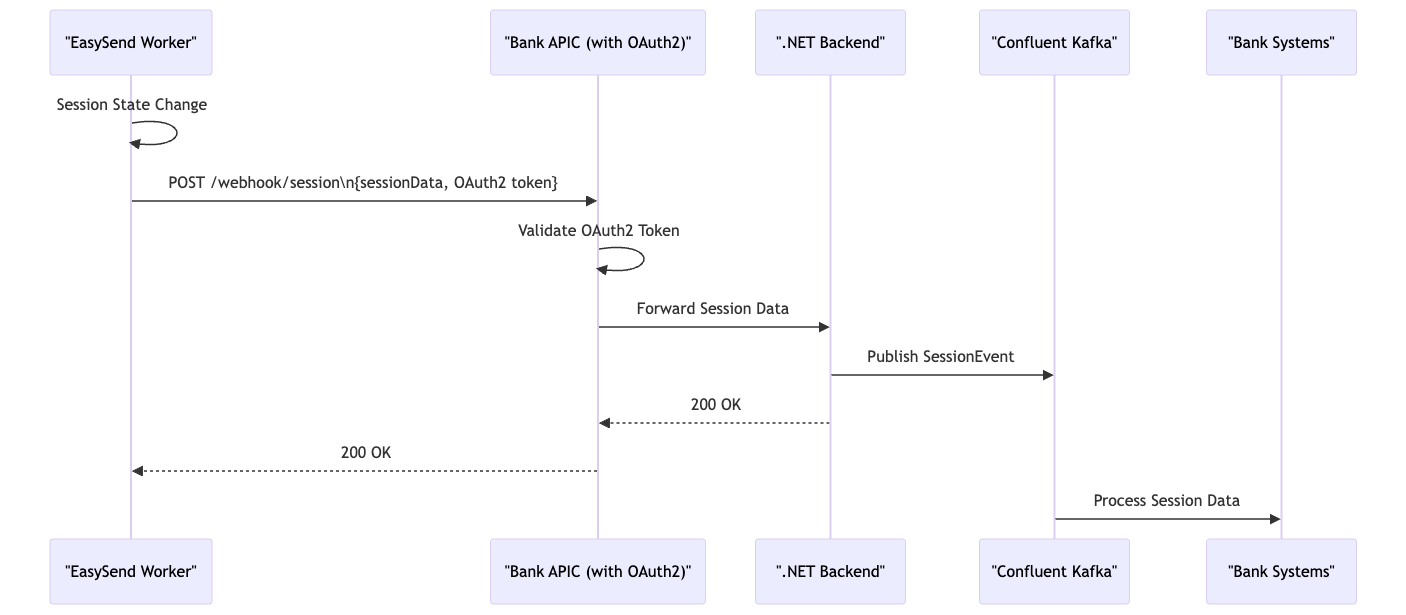 "EasySend Worker"
"Bank APIC (with OAuth2)"
".NET Backend"
"Confluent Kafka"
"Bank Systems"
Session State Change
POST /webhook/session\n{sessionData, OAuth2 token}
Validate OAuth2 Token
Forward Session Data
Publish SessionEvent
200 OK
200 OK
Process Session Data
"EasySend Worker"
"Bank APIC (with OAuth2)"
".NET Backend"
"Confluent Kafka"
"Bank Systems"